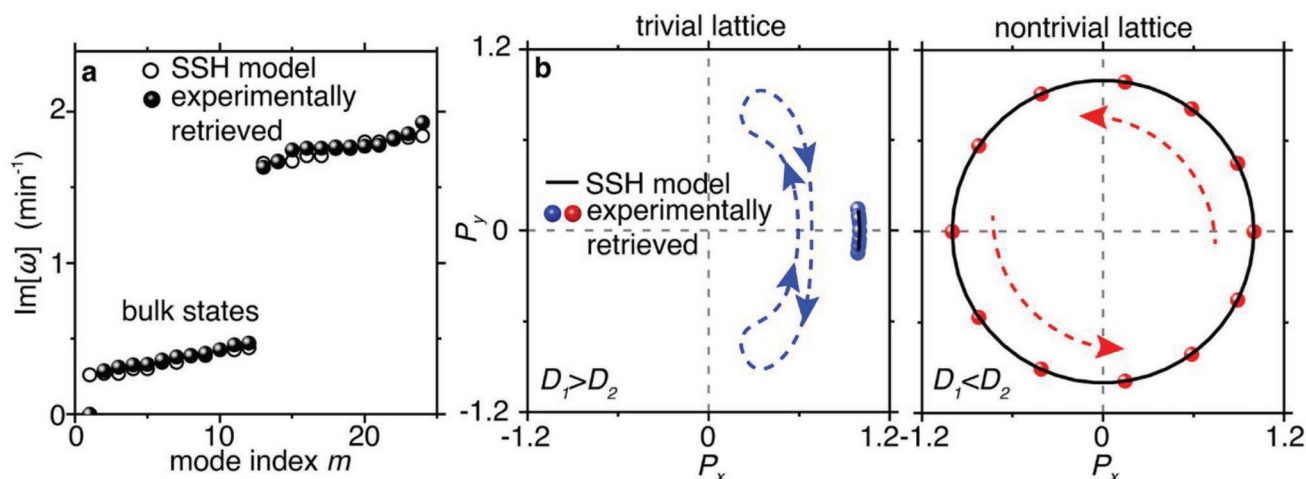 a
SSH model
experimentally
retrieved
bulk states
Im[ω] (min⁻¹)
2
1
0
0 10 20
mode index m
trivial lattice
b
SSH model
experimentally
retrieved
D₁>D₂
P_y
1.2
0
-1.2
-1.2 0 1.2
P_x
nontrivial lattice
D₁<D₂
-1.2 0 1.2
P_x